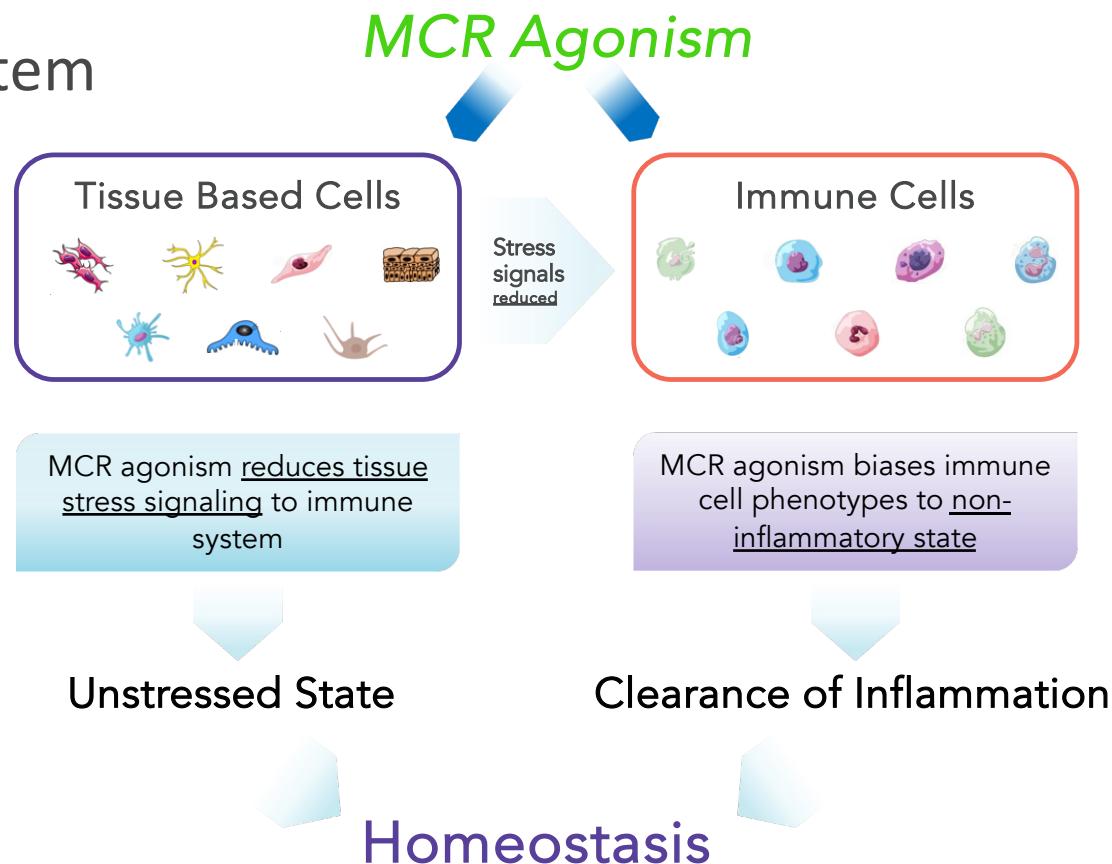 MCR Agonism
tem
Tissue Based Cells
Stress
signals
reduced
Immune Cells
MCR agonism reduces tissue
stress signaling to immune
system
MCR agonism biases immune
cell phenotypes to non-
inflammatory state
Unstressed State
Clearance of Inflammation
Homeostasis